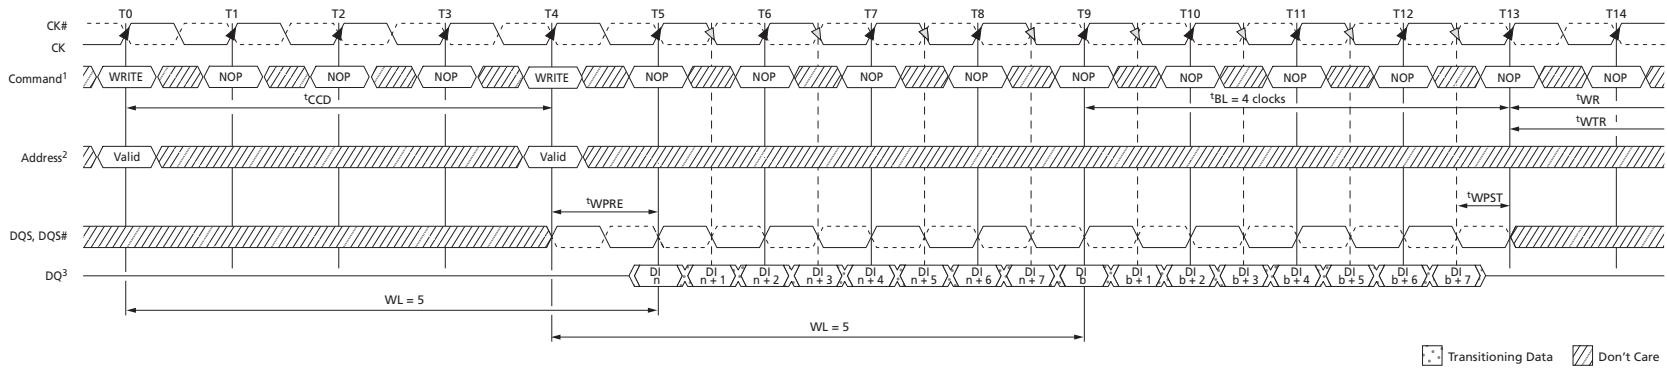 T0 T1 T2 T3 T4 T5 T6 T7 T8 T9 T10 T11 T12 T13 T14
CK#
CK
Command1 WRITE NOP NOP NOP WRITE NOP NOP NOP NOP NOP NOP NOP NOP NOP NOP
tCCD tBL = 4 clocks tWR
tWTR
Address2 Valid Valid
tWPRE tWPST
DQS, DQS#
DQ3 DI n DI n + 1 DI n + 2 DI n + 3 DI n + 4 DI n + 5 DI n + 6 DI n + 7 DI b DI b + 1 DI b + 2 DI b + 3 DI b + 4 DI b + 5 DI b + 6 DI b + 7
WL = 5
WL = 5
Transitioning Data Don't Care